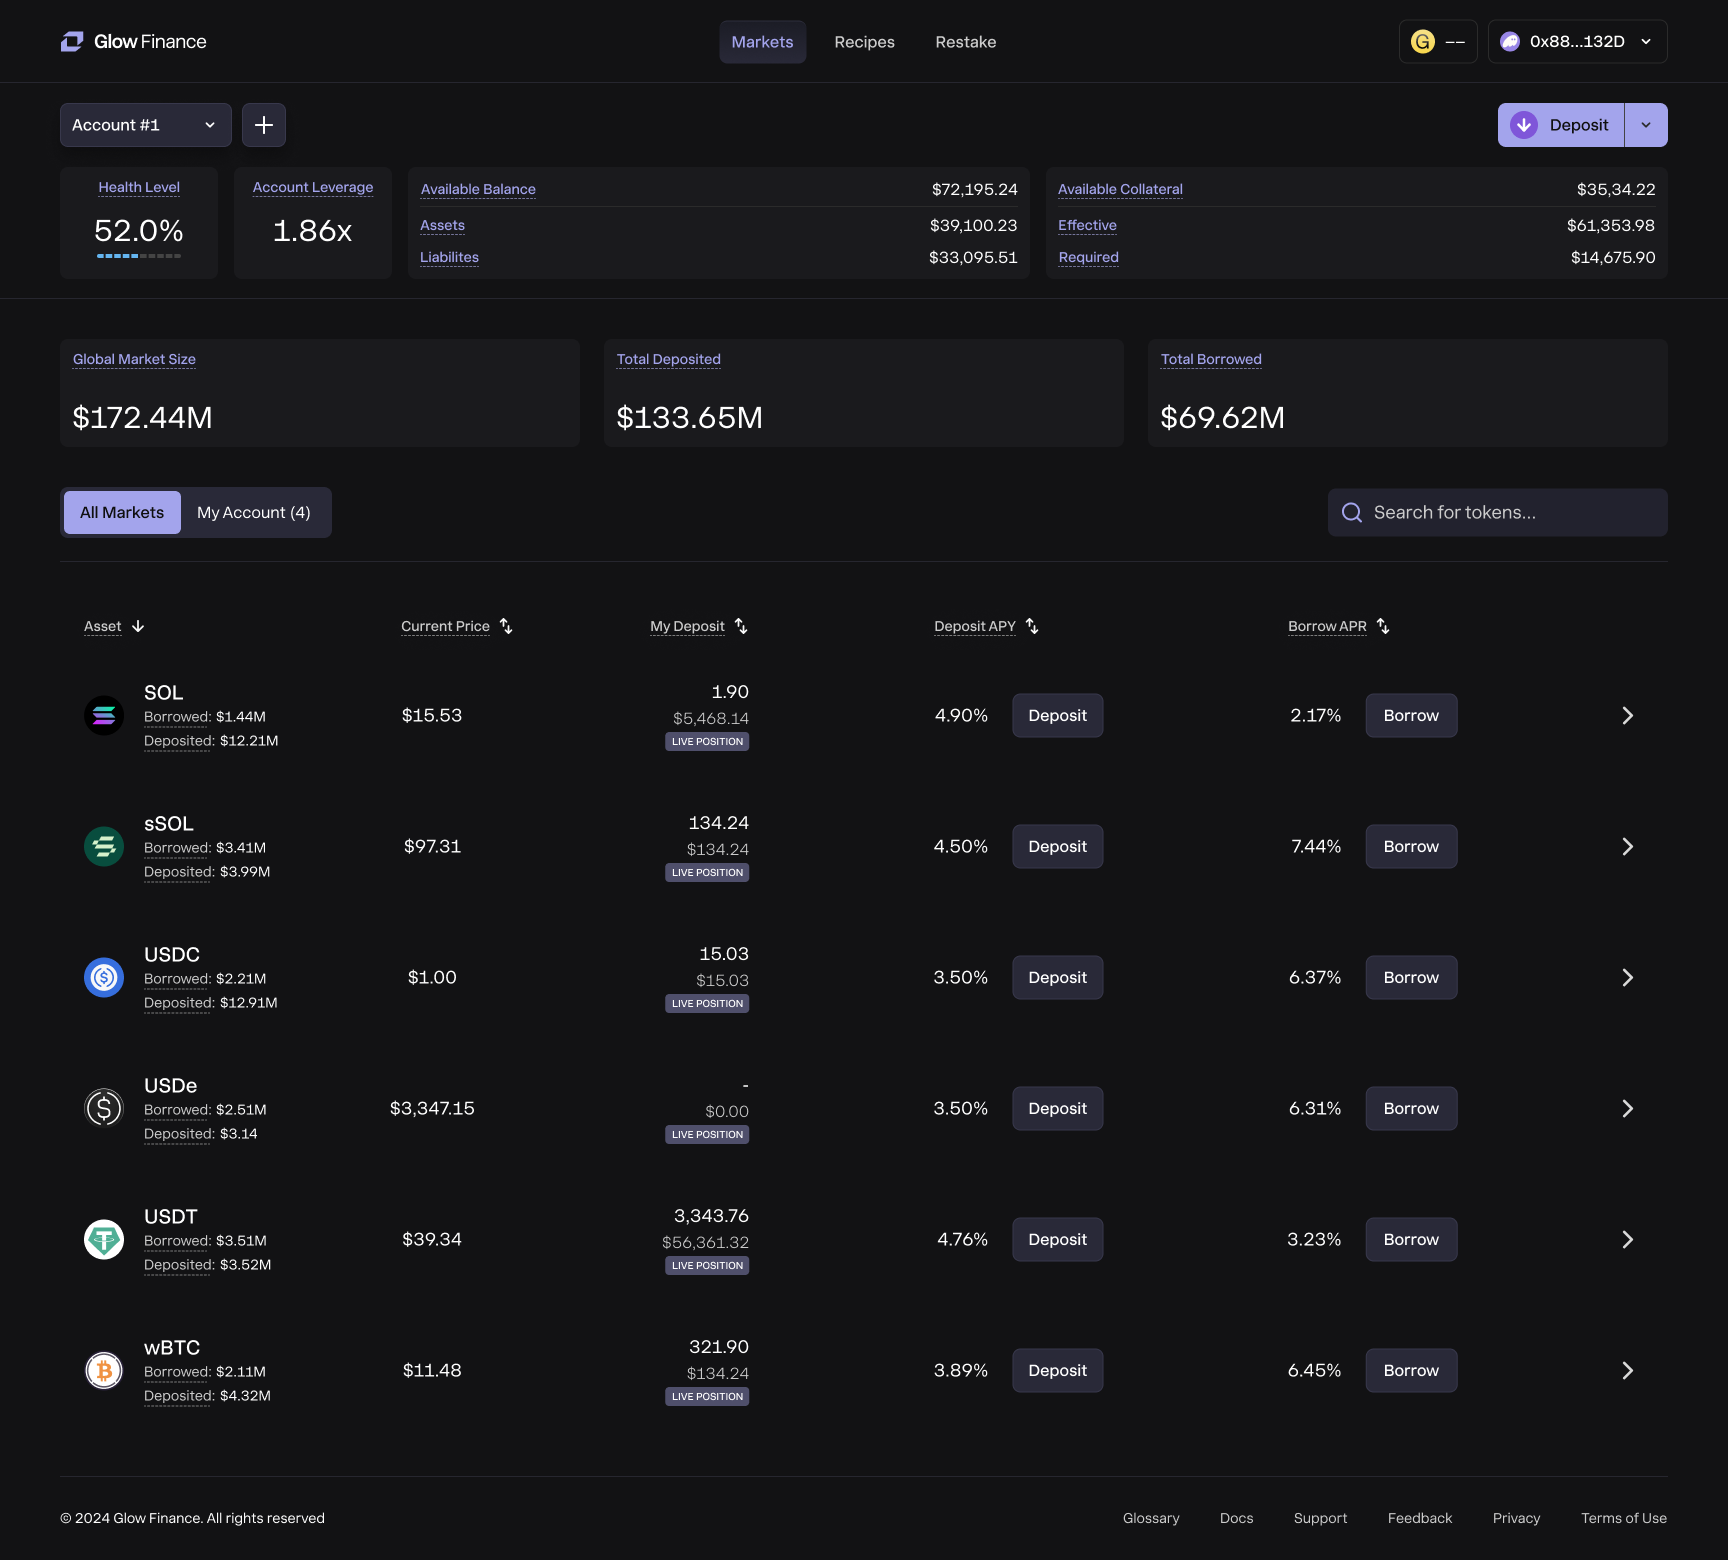 Glow Finance
Markets Recipes Restake
G -- 0x88...132D
Account #1
Deposit
Health Level
52.0%
Account Leverage
1.86x
Available Balance $72,195.24
Assets $39,100.23
Liabilites $33,095.51
Available Collateral $35,34.22
Effective $61,353.98
Required $14,675.90
Global Market Size
$172.44M
Total Deposited
$133.65M
Total Borrowed
$69.62M
All Markets My Account (4)
Search for tokens...
Asset Current Price My Deposit Deposit APY Borrow APR
SOL
Borrowed: $1.44M
Deposited: $12.21M
$15.53
1.90
$5,468.14
LIVE POSITION
4.90% Deposit
2.17% Borrow
sSOL
Borrowed: $3.41M
Deposited: $3.99M
$97.31
134.24
$134.24
LIVE POSITION
4.50% Deposit
7.44% Borrow
USDC
Borrowed: $2.21M
Deposited: $12.91M
$1.00
15.03
$15.03
LIVE POSITION
3.50% Deposit
6.37% Borrow
USDe
Borrowed: $2.51M
Deposited: $3.14
$3,347.15
-
$0.00
LIVE POSITION
3.50% Deposit
6.31% Borrow
USDT
Borrowed: $3.51M
Deposited: $3.52M
$39.34
3,343.76
$56,361.32
LIVE POSITION
4.76% Deposit
3.23% Borrow
wBTC
Borrowed: $2.11M
Deposited: $4.32M
$11.48
321.90
$134.24
LIVE POSITION
3.89% Deposit
6.45% Borrow
© 2024 Glow Finance. All rights reserved
Glossary Docs Support Feedback Privacy Terms of Use